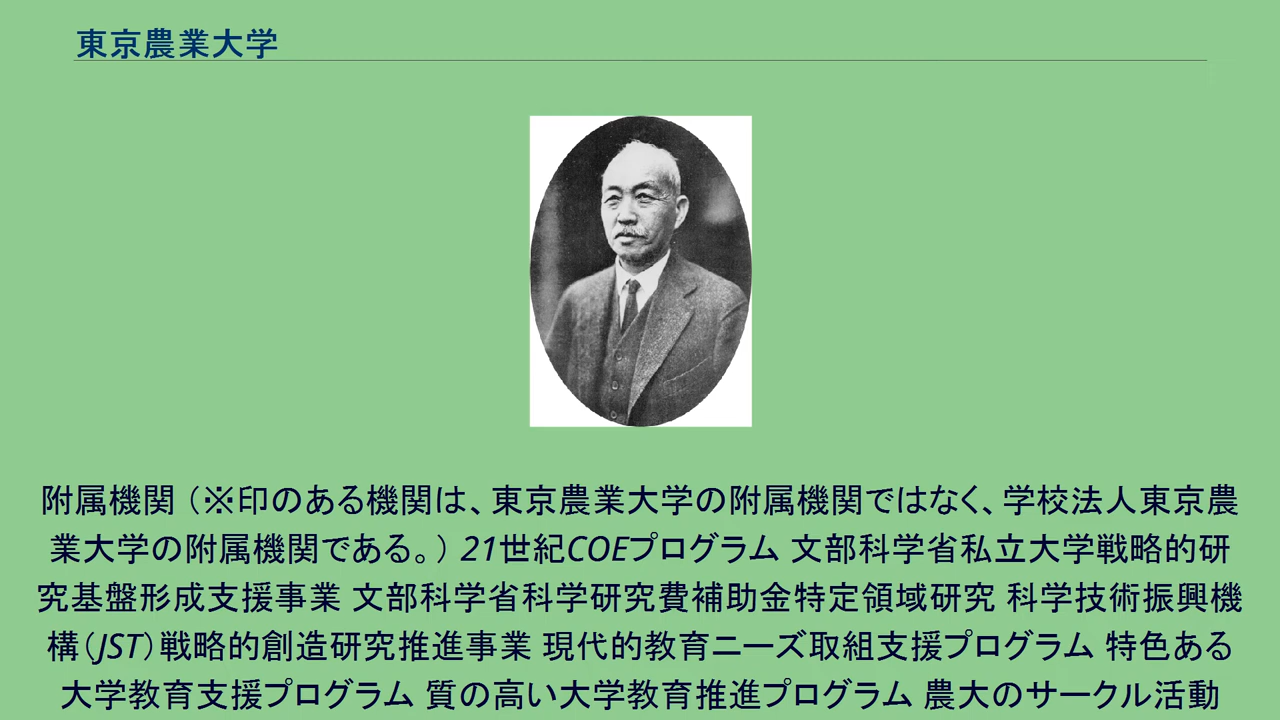 東京農業大学
附属機関（※印のある機関は、東京農業大学の附属機関ではなく、学校法人東京農
業大学の附属機関である。） 21世紀COEプログラム 文部科学省私立大学戦略的研
究基盤形成支援事業 文部科学省科学研究費補助金特定領域研究 科学技術振興機
構（JST）戦略的創造研究推進事業 現代的教育ニーズ取組支援プログラム 特色ある
大学教育支援プログラム 質の高い大学教育推進プログラム 農大のサークル活動